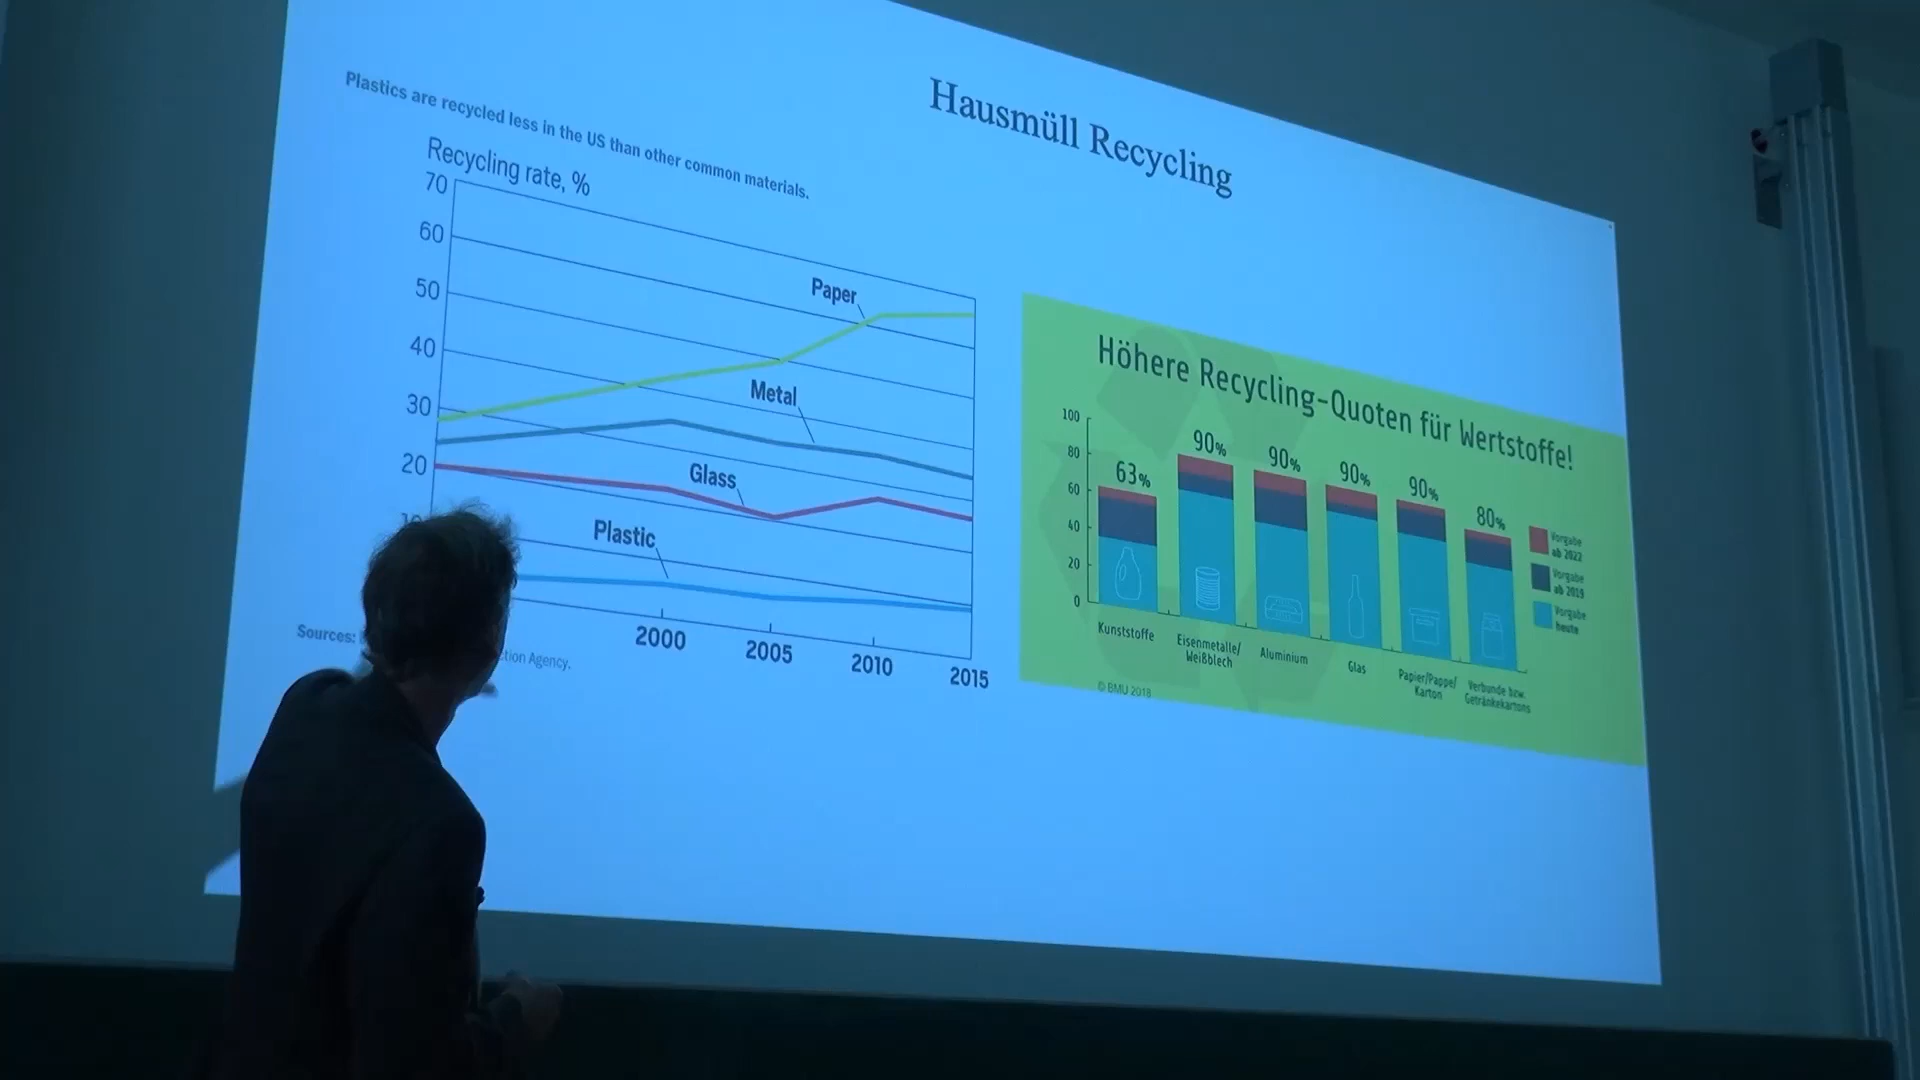 Hausmüll Recycling
Plastics are recycled less in the US than other common materials.
Recycling rate, %
70
60
50
40
30
20
Paper
Metal
Glass
Plastic
2000
2005
2010
2015
Sources:
Agency.
Höhere Recycling-Quoten für Wertstoffe!
100
80
60
40
20
0
63%
90%
90%
90%
90%
80%
Kunststoffe
Eisenmetalle/
Weißblech
Aluminium
Glas
Papier/Pappe/
Karton
Verbunde bzw.
Getränkekartons
Vorgabe
ab 2022
Vorgabe
ab 2019
Vorgabe
heute
© BMU 2018